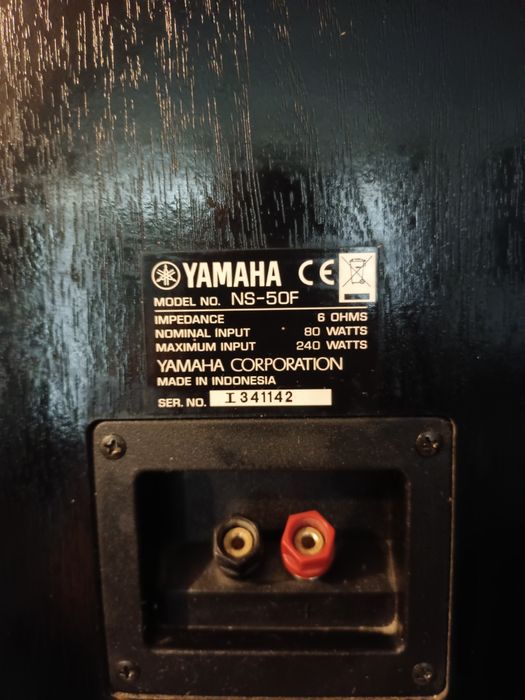 YAMAHA CE
MODEL NO. NS-50F
IMPEDANCE 6 OHMS
NOMINAL INPUT 80 WATTS
MAXIMUM INPUT 240 WATTS
YAMAHA CORPORATION
MADE IN INDONESIA
SER. NO. I 341142